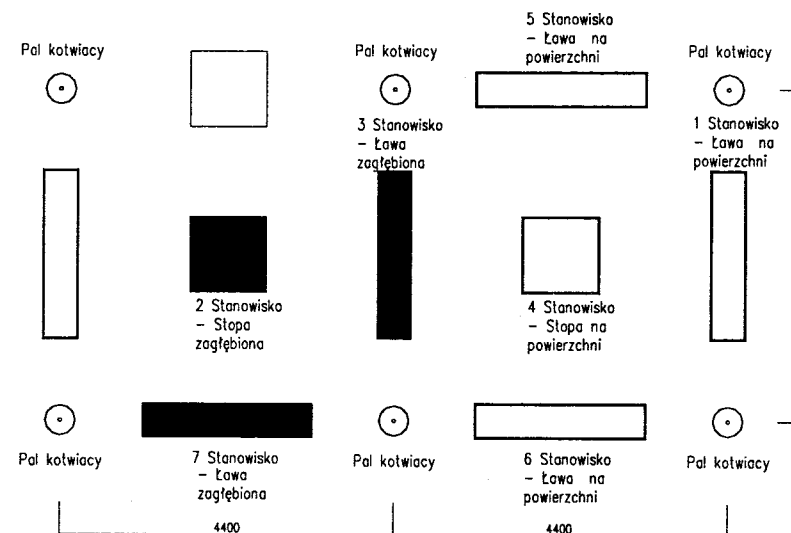 5 Stanowisko
– Ława na
powierzchni
Pal kotwiacy
Pal kotwiacy
Pal kotwiacy
3 Stanowisko
– Ława
zagłębiona
1 Stanowisko
– Ława na
powierzchni
2 Stanowisko
– Stopa
zagłębiona
4 Stanowisko
– Stopa na
powierzchni
Pal kotwiacy
7 Stanowisko
– Ława
zagłębiona
Pal kotwiacy
6 Stanowisko
– Ława na
powierzchni
Pal kotwiacy
4400
4400